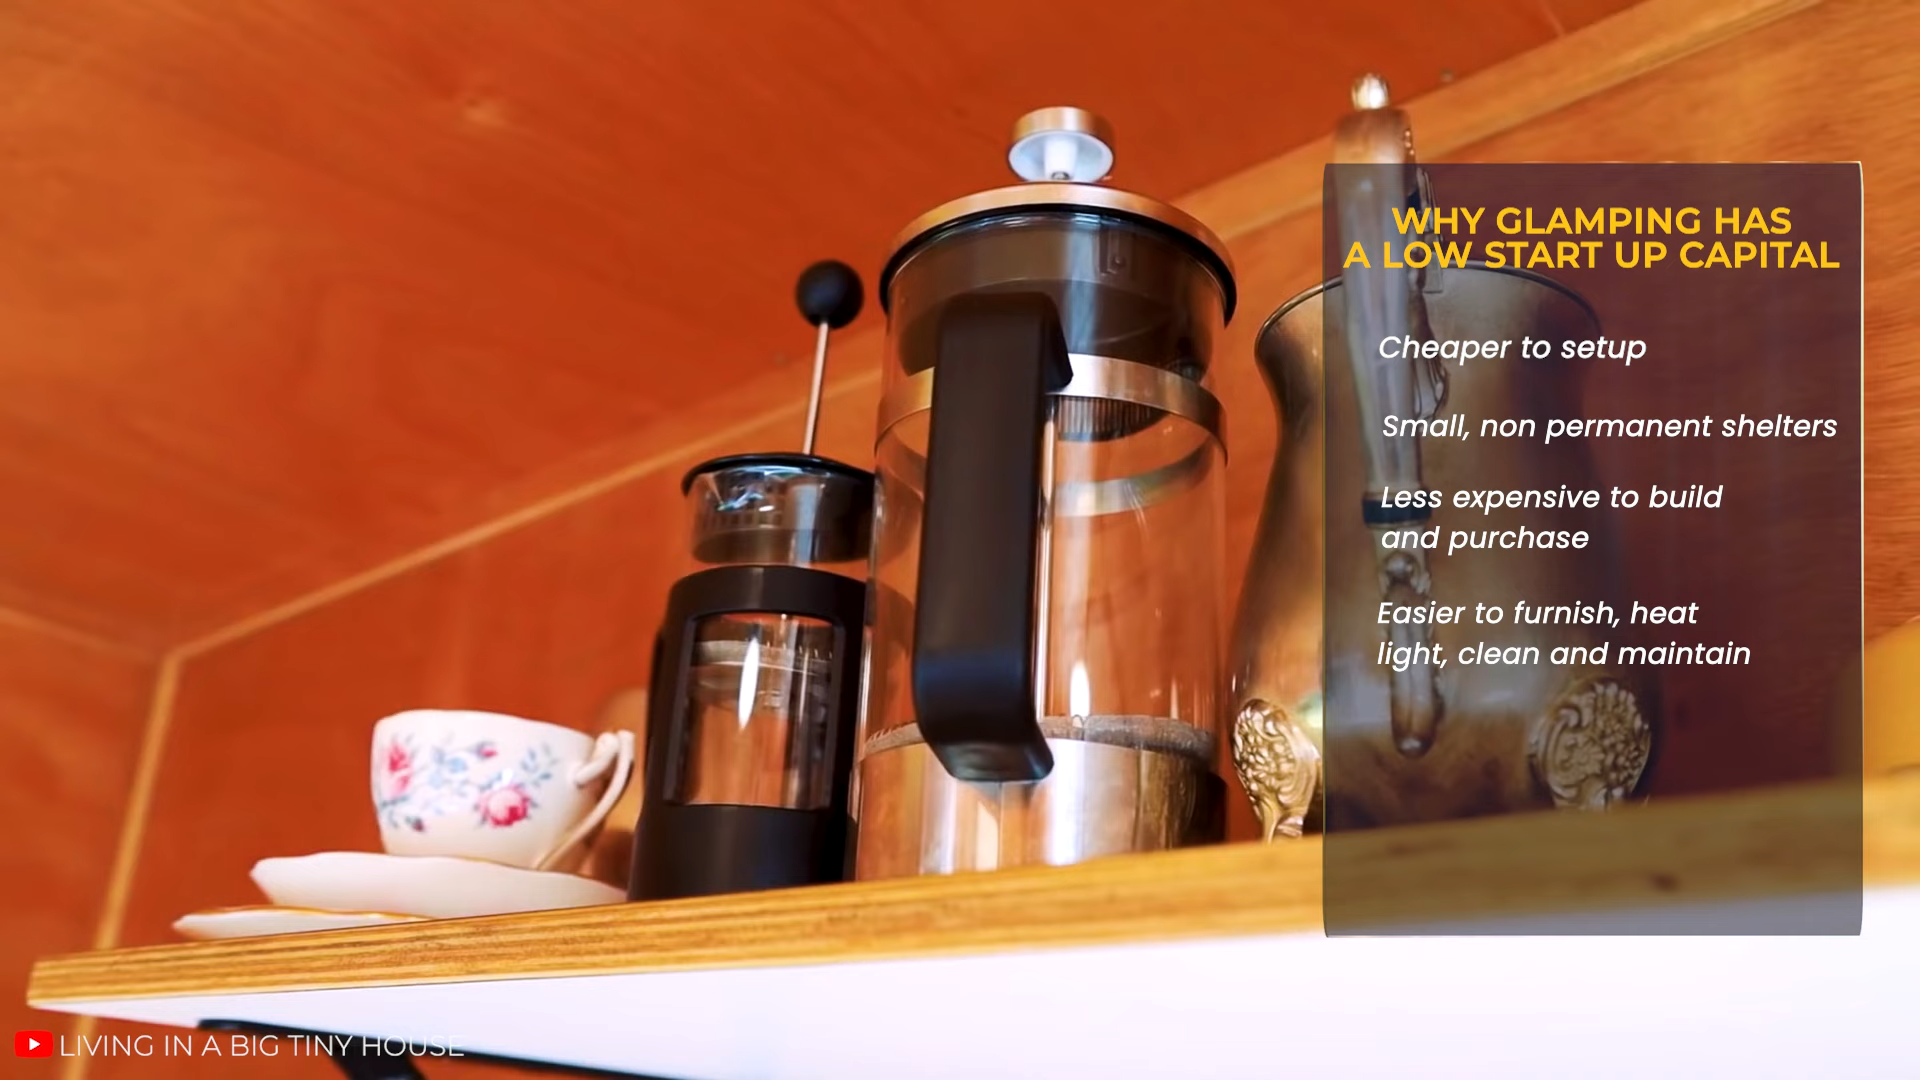 WHY GLAMPING HAS
A LOW START UP CAPITAL
Cheaper to setup
Small, non permanent shelters
Less expensive to build
and purchase
Easier to furnish, heat
light, clean and maintain
LIVING IN A BIG TINY HOUSE